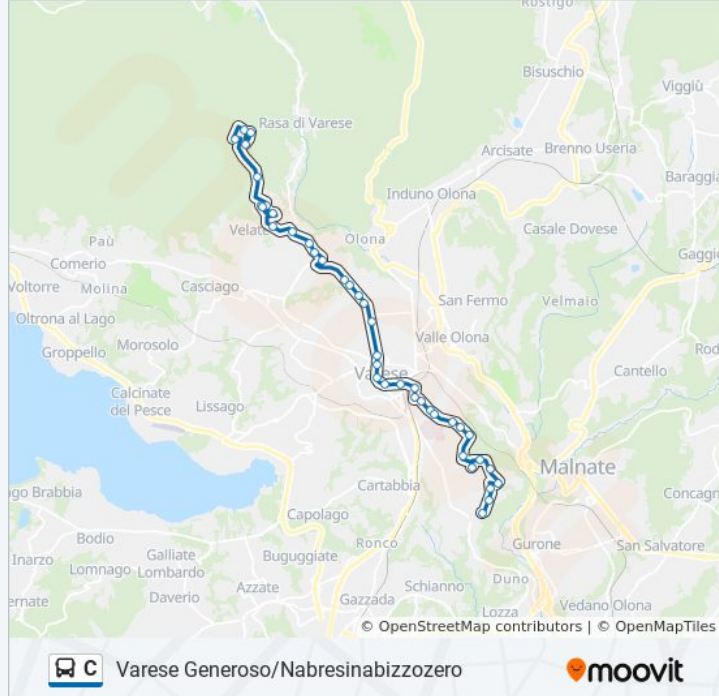 Rostigo
Bisuschio
Viggiù
Rasa di Varese
Arcisate
Brenno Useria
Baraggia
Induno Olona
Velate
Olona
Casale Dovese
Paù
Comerio
Gaggio
Voltorre
Molina
Casciago
San Fermo
Velmaio
Oltrona al Lago
Morosolo
Valle Olona
Rod
Groppello
Varese
Cantello
Calcinate
del Pesce
Lissago
Malnate
ago Brabbia
Cartabbia
Concagn
Capolago
Bodio
Ronco
Gurone
San Salvatore
Inarzo
Galliate
Lombardo
Buguggiate
Lomnago
Schianno
Duno
ernate
Daverio
Azzate
Gazzada
Lozza
Vedano Olona
© OpenStreetMap contributors | © OpenMapTiles
C Varese Generoso/Nabresinabizzozero
moovit